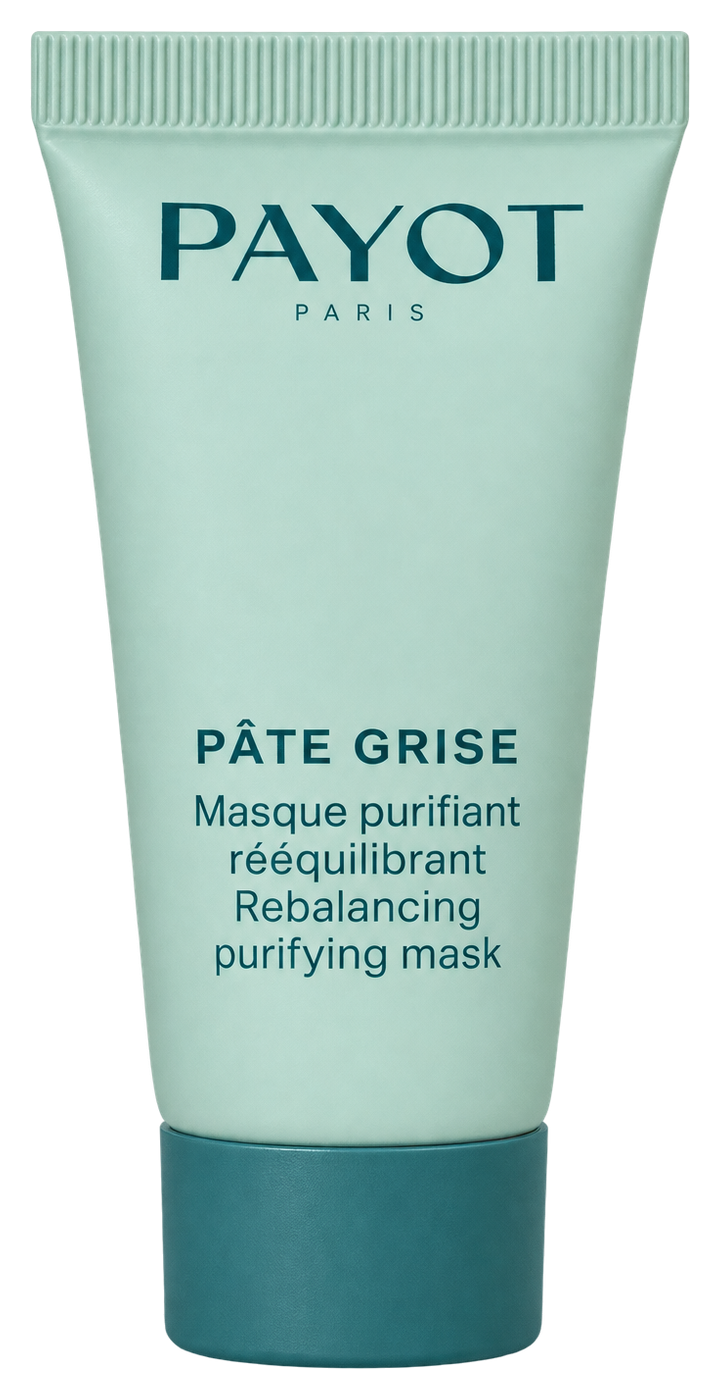 PAYOT
PARIS
PÂTE GRISE
Masque purifiant
rééquilibrant
Rebalancing
purifying mask